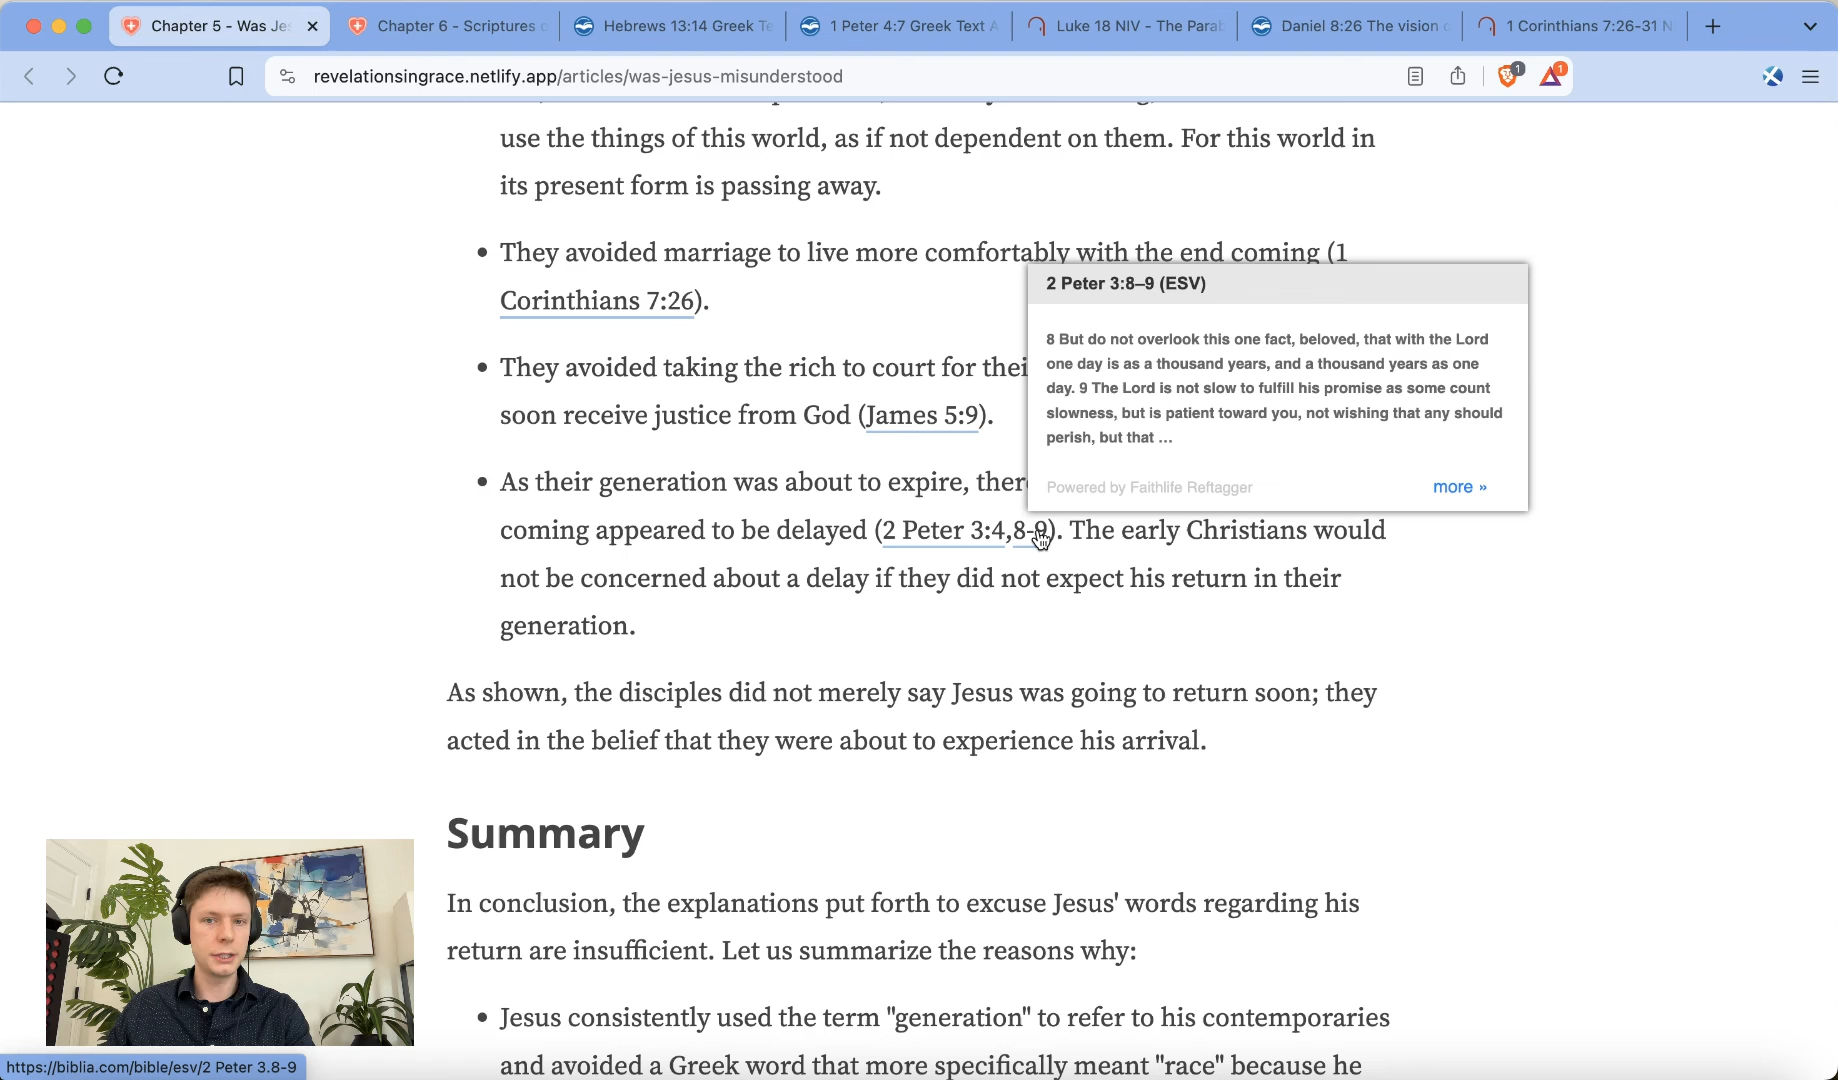 Chapter 5 - Was Je
Chapter 6 - Scriptures
Hebrews 13:14 Greek Te
1 Peter 4:7 Greek Text A
Luke 18 NIV - The Parab
Daniel 8:26 The vision
1 Corinthians 7:26-31 N
revelationsingrace.netlify.app/articles/was-jesus-misunderstood
1
1
use the things of this world, as if not dependent on them. For this world in
its present form is passing away.
• They avoided marriage to live more comfortably with the end coming (1
Corinthians 7:26).
• They avoided taking the rich to court for thei
soon receive justice from God (James 5:9).
• As their generation was about to expire, ther
coming appeared to be delayed (2 Peter 3:4,8-9). The early Christians would
not be concerned about a delay if they did not expect his return in their
generation.
2 Peter 3:8–9 (ESV)
8 But do not overlook this one fact, beloved, that with the Lord
one day is as a thousand years, and a thousand years as one
day. 9 The Lord is not slow to fulfill his promise as some count
slowness, but is patient toward you, not wishing that any should
perish, but that …
Powered by Faithlife Reftagger
more »
As shown, the disciples did not merely say Jesus was going to return soon; they
acted in the belief that they were about to experience his arrival.
Summary
In conclusion, the explanations put forth to excuse Jesus' words regarding his
return are insufficient. Let us summarize the reasons why:
• Jesus consistently used the term "generation" to refer to his contemporaries
and avoided a Greek word that more specifically meant "race" because he
https://biblia.com/bible/esv/2 Peter 3.8-9